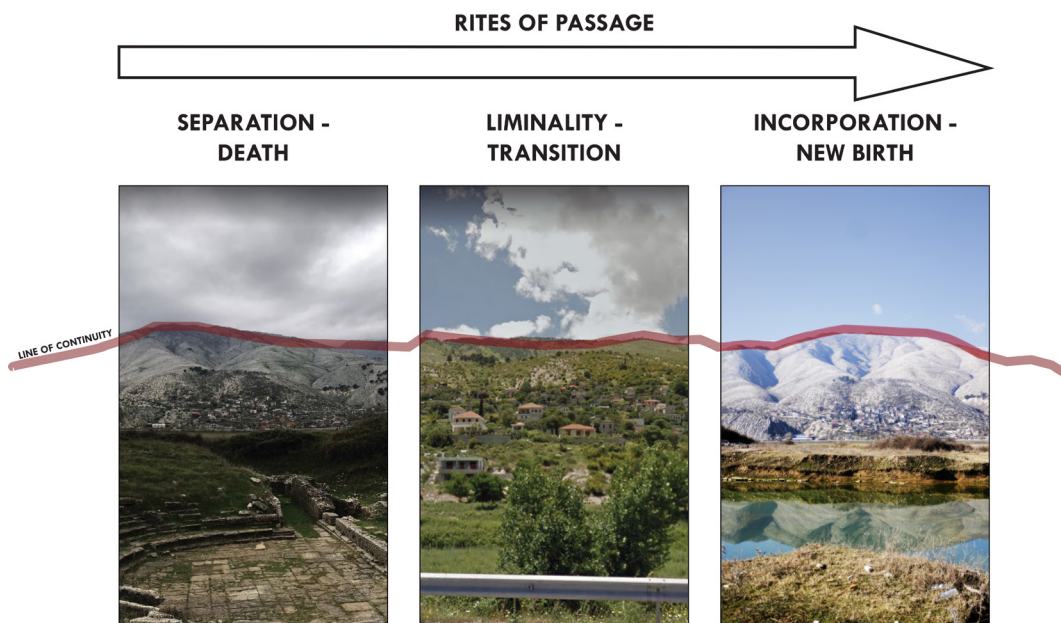 RITES OF PASSAGE
SEPARATION -
DEATH
LIMINALITY -
TRANSITION
INCORPORATION -
NEW BIRTH
LINE OF CONTINUITY